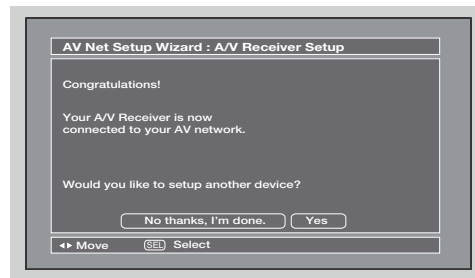 AV Net Setup Wizard : A/V Receiver Setup
Congratulations!
Your A/V Receiver is now
connected to your AV network.
Would you like to setup another device?
No thanks, I'm done. Yes
◂▸ Move SEL Select